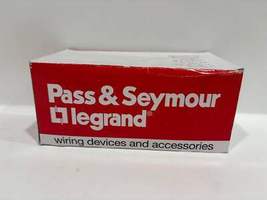 Pass & Seymour
legrand®
wiring devices and accessories